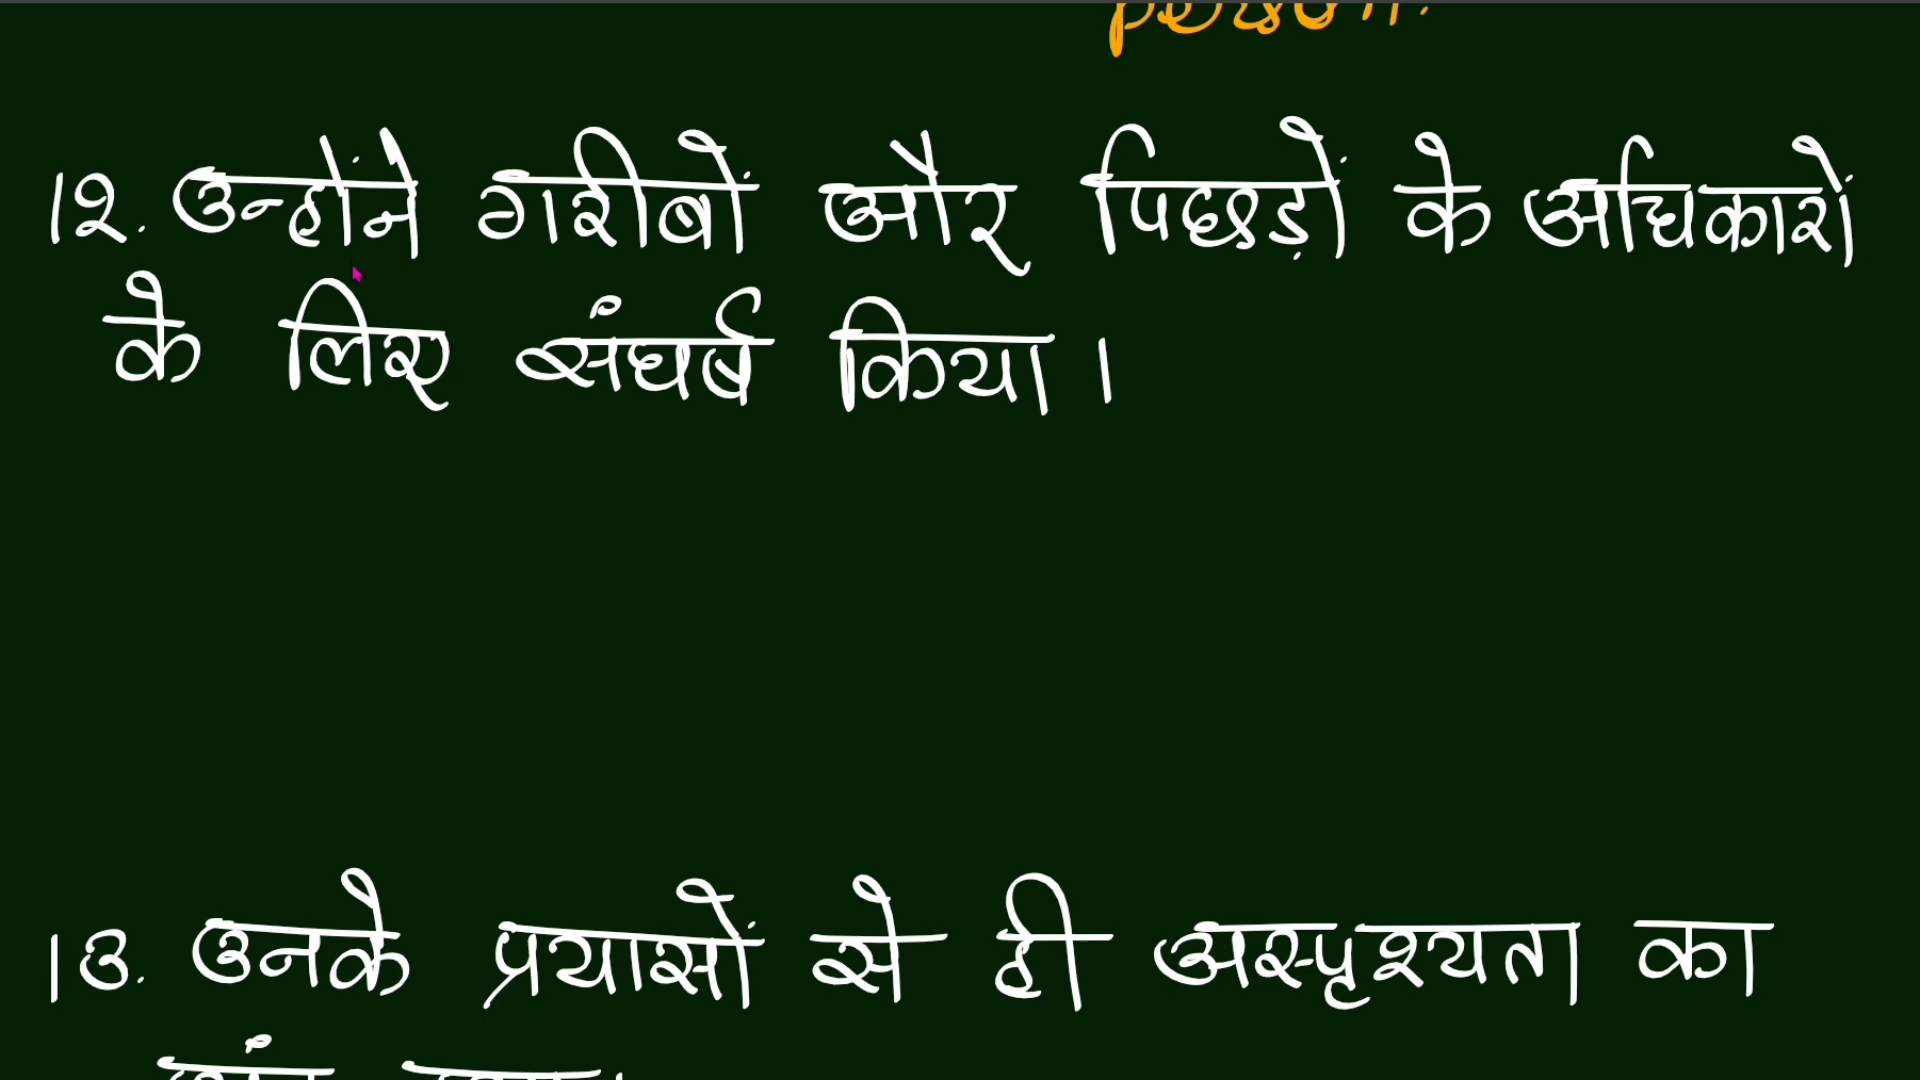 12. उन्होंने गरीबों और पिछड़ों के अधिकारों
के लिए संघर्ष किया।
13. उनके प्रयासों से ही अस्पृश्यता का